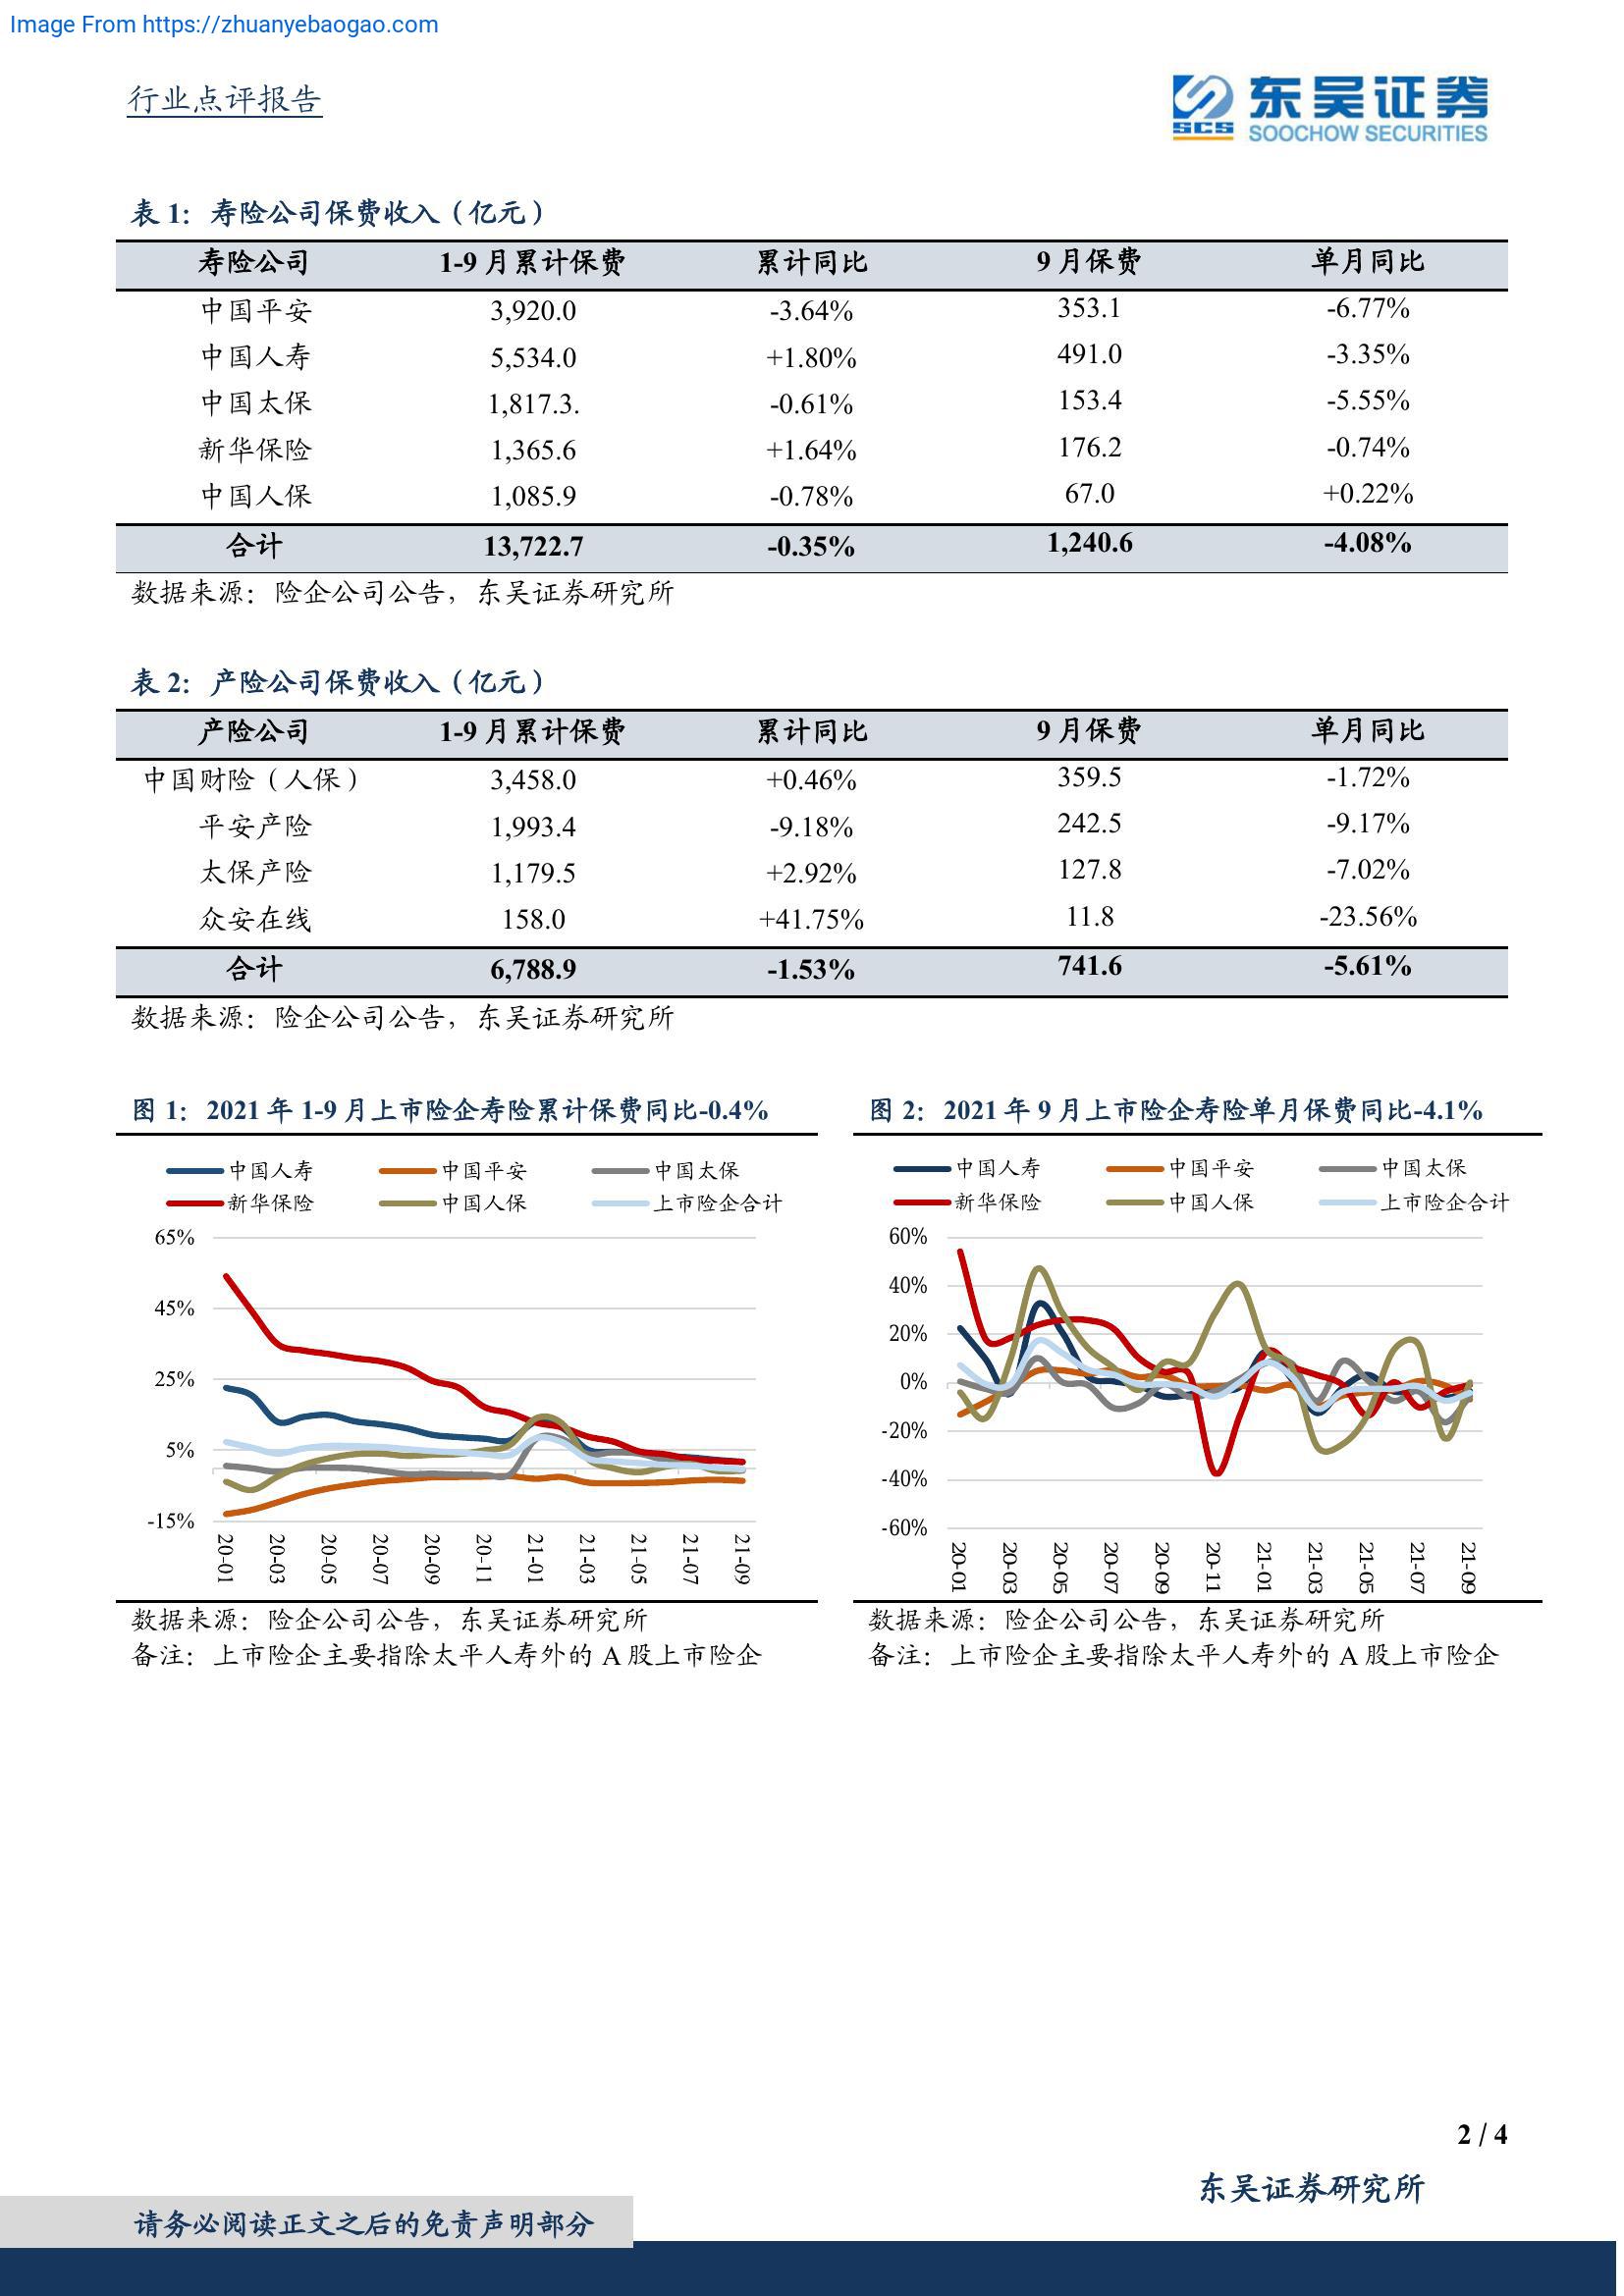 Image From https://zhuanyebaogao.com
行业点评报告
SCS 东吴证券
SOOCHOW SECURITIES
表 1：寿险公司保费收入（亿元）
寿险公司 1-9 月累计保费 累计同比 9 月保费 单月同比
中国平安 3,920.0 -3.64% 353.1 -6.77%
中国人寿 5,534.0 +1.80% 491.0 -3.35%
中国太保 1,817.3. -0.61% 153.4 -5.55%
新华保险 1,365.6 +1.64% 176.2 -0.74%
中国人保 1,085.9 -0.78% 67.0 +0.22%
合计 13,722.7 -0.35% 1,240.6 -4.08%
数据来源：险企公司公告，东吴证券研究所
表 2：产险公司保费收入（亿元）
产险公司 1-9 月累计保费 累计同比 9 月保费 单月同比
中国财险（人保） 3,458.0 +0.46% 359.5 -1.72%
平安产险 1,993.4 -9.18% 242.5 -9.17%
太保产险 1,179.5 +2.92% 127.8 -7.02%
众安在线 158.0 +41.75% 11.8 -23.56%
合计 6,788.9 -1.53% 741.6 -5.61%
数据来源：险企公司公告，东吴证券研究所
图 1：2021 年 1-9 月上市险企寿险累计保费同比-0.4%
中国人寿 中国平安 中国太保
新华保险 中国人保 上市险企合计
65%
45%
25%
5%
-15%
20-01 20-03 20-05 20-07 20-09 20-11 21-01 21-03 21-05 21-07 21-09
数据来源：险企公司公告，东吴证券研究所
备注：上市险企主要指除太平人寿外的 A 股上市险企
图 2：2021 年 9 月上市险企寿险单月保费同比-4.1%
中国人寿 中国平安 中国太保
新华保险 中国人保 上市险企合计
60%
40%
20%
0%
-20%
-40%
-60%
20-01 20-03 20-05 20-07 20-09 20-11 21-01 21-03 21-05 21-07 21-09
数据来源：险企公司公告，东吴证券研究所
备注：上市险企主要指除太平人寿外的 A 股上市险企
2 / 4
东吴证券研究所
请务必阅读正文之后的免责声明部分